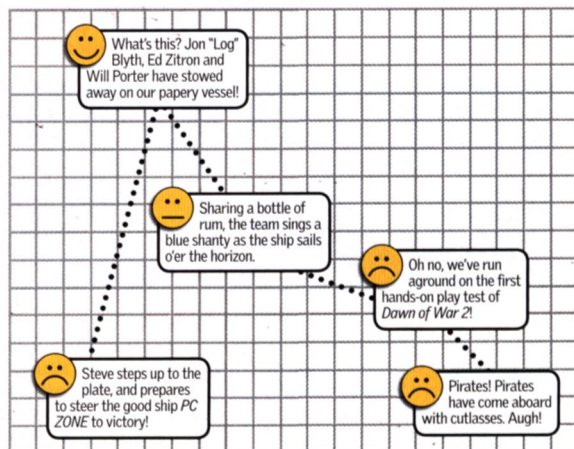 What's this? Jon "Log"
Blyth, Ed Zitron and
Will Porter have stowed
away on our papery vessel!
Sharing a bottle of
rum, the team sings a
blue shanty as the ship sails
o'er the horizon.
Oh no, we've run
aground on the first
hands-on play test of
Dawn of War 2!
Steve steps up to the
plate, and prepares
to steer the good ship PC
ZONE to victory!
Pirates! Pirates
have come aboard
with cutlasses. Augh!